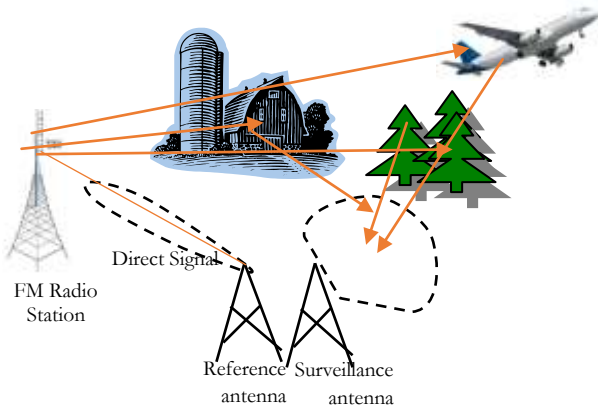 Direct Signal
FM Radio
Station
Reference
antenna
Surveillance
antenna